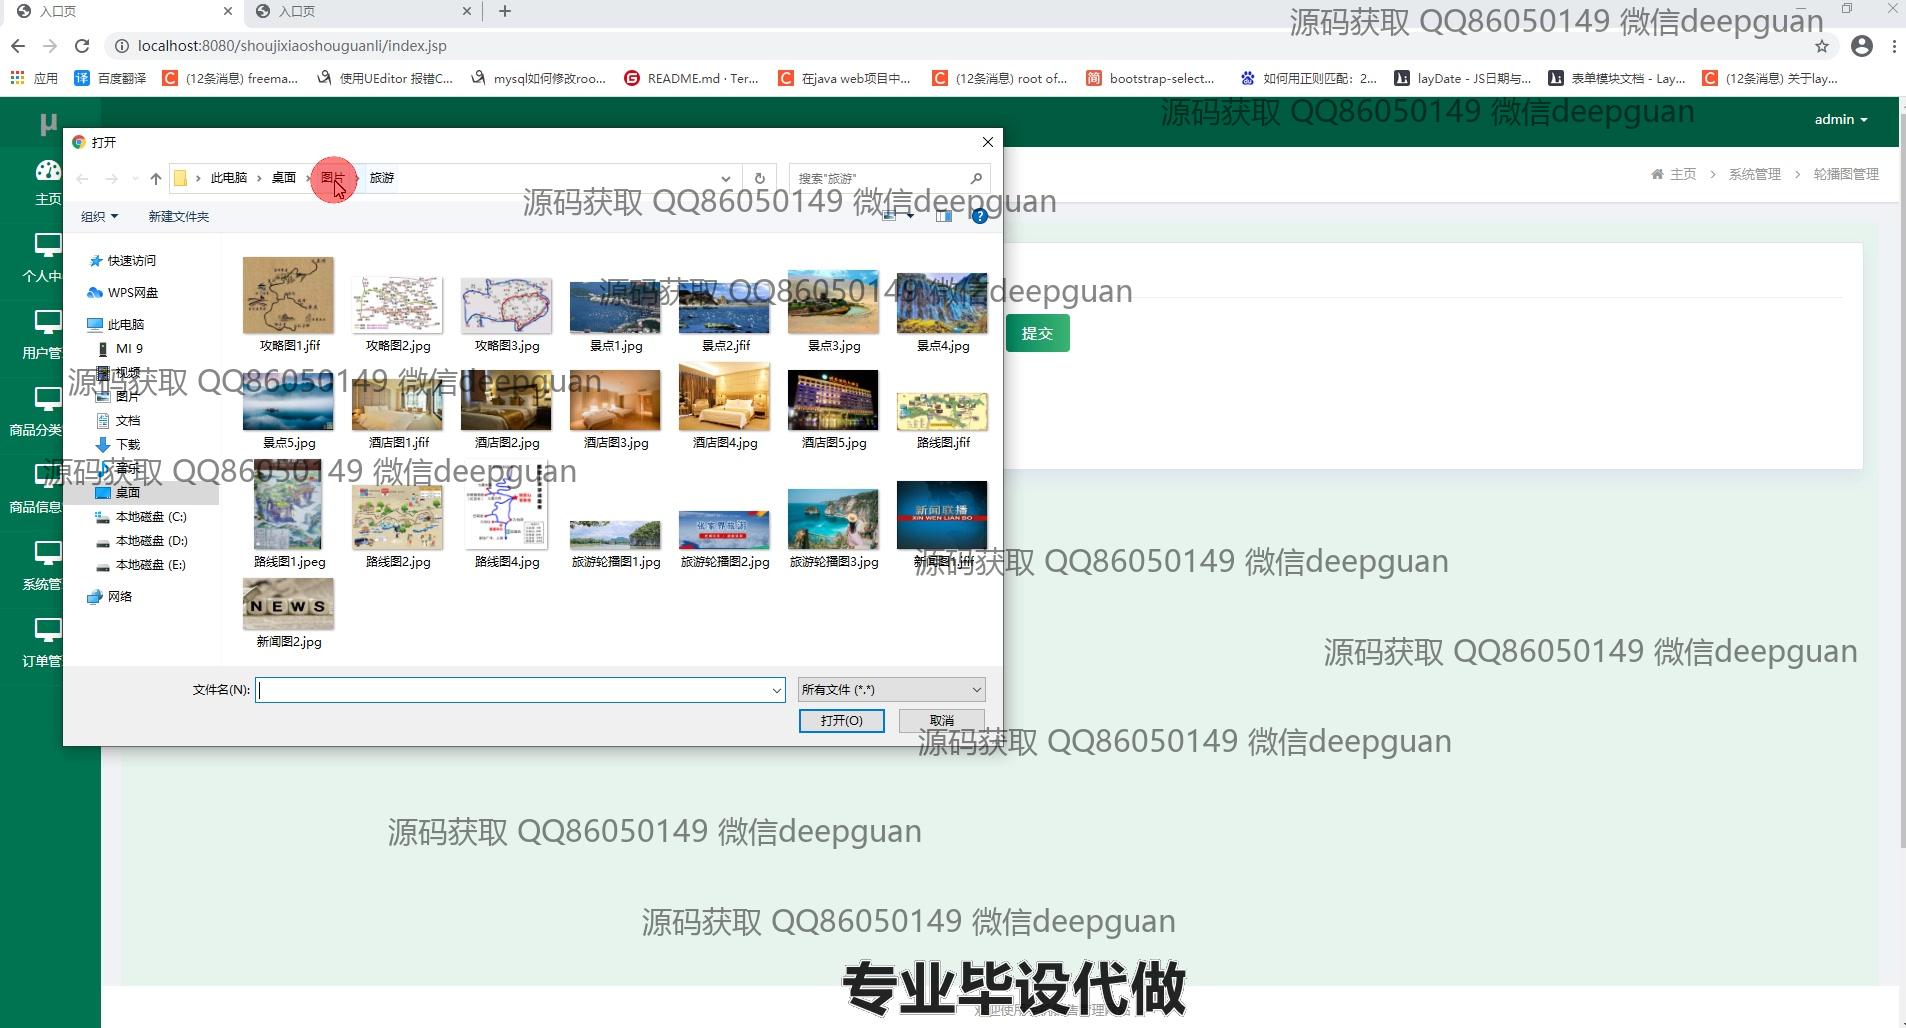 入口页
入口页
源码获取 QQ86050149 微信deepguan
localhost:8080/shoujixiaoshouguanli/index.jsp
应用
百度翻译
(12条消息) freema...
使用UEditor 报错C...
mysql如何修改roo...
README.md · Ter...
在java web项目中...
(12条消息) root of...
bootstrap-select...
如何用正则匹配：2...
layDate - JS日期与...
表单模块文档 - Lay...
(12条消息) 关于lay...
源码获取 QQ86050149 微信deepguan
admin
μ
打开
主页
个人中
用户管
商品分类
商品信息
系统管
订单管
主页 > 系统管理 > 轮播图管理
此电脑 › 桌面 › 图片 › 旅游
搜索"旅游"
源码获取 QQ86050149 微信deepguan
组织
新建文件夹
快速访问
WPS网盘
此电脑
MI 9
视频
图片
文档
下载
音乐
桌面
本地磁盘 (C:)
本地磁盘 (D:)
本地磁盘 (E:)
网络
源码获取 QQ86050149 微信deepguan
攻略图1.jfif
攻略图2.jpg
攻略图3.jpg
景点1.jpg
景点2.jfif
景点3.jpg
景点4.jpg
提交
源码获取 QQ86050149 微信deepguan
景点5.jpg
酒店图1.jfif
酒店图2.jpg
酒店图3.jpg
酒店图4.jpg
酒店图5.jpg
路线图.jfif
源码获取 QQ86050149 微信deepguan
张家界旅游
新闻联播
XIN WEN LIAN BO
路线图1.jpeg
路线图2.jpg
路线图4.jpg
旅游轮播图1.jpg
旅游轮播图2.jpg
旅游轮播图3.jpg
新闻图1.jfif
源码获取 QQ86050149 微信deepguan
NEWS
新闻图2.jpg
源码获取 QQ86050149 微信deepguan
文件名(N):
所有文件 (*.*)
打开(O)
取消
源码获取 QQ86050149 微信deepguan
源码获取 QQ86050149 微信deepguan
源码获取 QQ86050149 微信deepguan
专业毕设代做